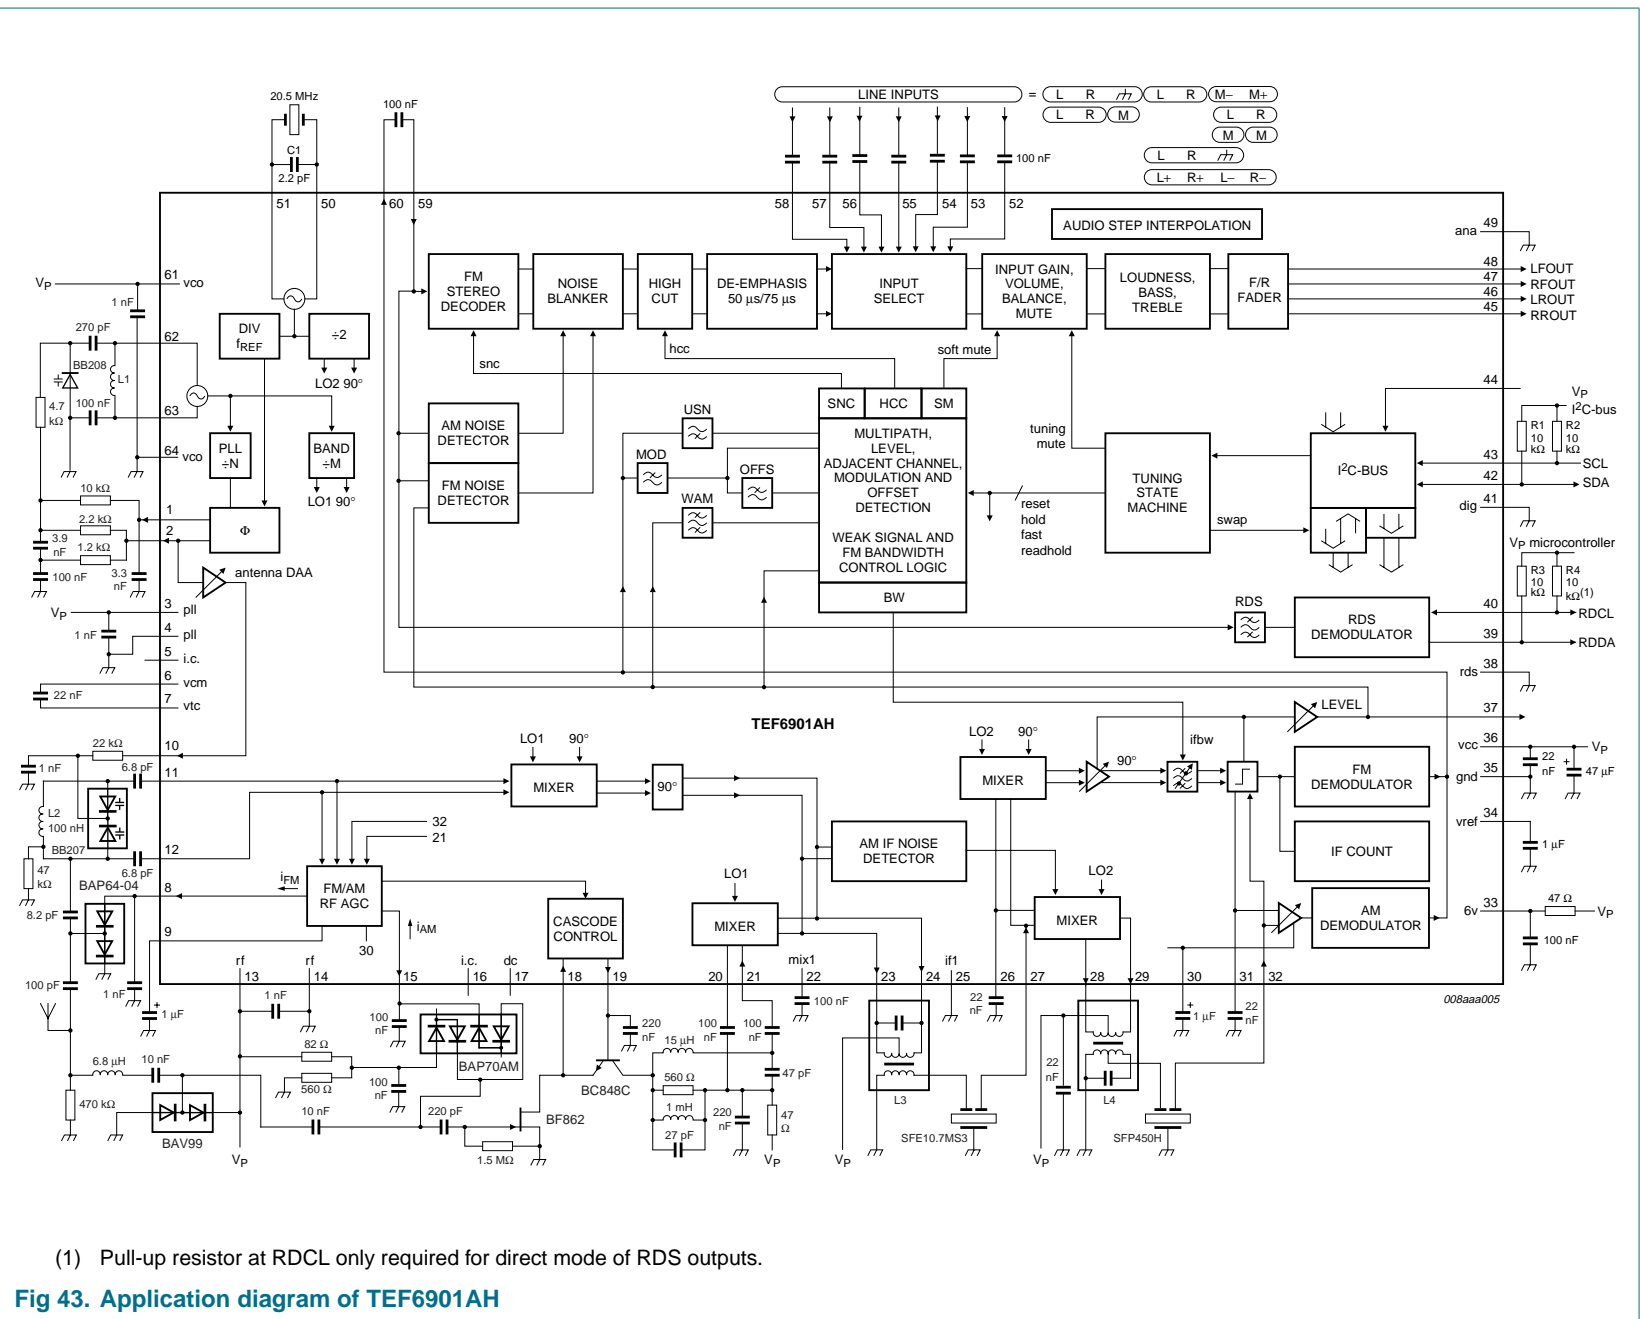 20.5 MHz
C1
2.2 pF
100 nF
LINE INPUTS
=
L R
L R
M− M+
L R
M
L R
M
M
L R
L+ R+ L− R−
100 nF
51
50
60
59
58
57
56
55
54
53
52
AUDIO STEP INTERPOLATION
ana
49
VP
61
vco
1 nF
FM
STEREO
DECODER
NOISE
BLANKER
HIGH
CUT
DE-EMPHASIS
50 µs/75 µs
INPUT
SELECT
INPUT GAIN,
VOLUME,
BALANCE,
MUTE
LOUDNESS,
BASS,
TREBLE
F/R
FADER
48
LFOUT
47
RFOUT
46
LROUT
45
RROUT
DIV
fREF
÷2
LO2 90°
270 pF
62
BB208
L1
100 nF
63
4.7
kΩ
64
vco
PLL
÷N
BAND
÷M
LO1 90°
snc
hcc
soft mute
SNC
HCC
SM
AM NOISE
DETECTOR
FM NOISE
DETECTOR
USN
MOD
OFFS
WAM
MULTIPATH,
LEVEL,
ADJACENT CHANNEL,
MODULATION AND
OFFSET
DETECTION
WEAK SIGNAL AND
FM BANDWIDTH
CONTROL LOGIC
BW
tuning
mute
reset
hold
fast
readhold
TUNING
STATE
MACHINE
swap
I2C-BUS
44
VP
I2C-bus
R1
10
kΩ
R2
10
kΩ
43
SCL
42
SDA
41
dig
VP microcontroller
R3
10
kΩ
R4
10
kΩ(1)
10 kΩ
1
2.2 kΩ
2
3.9
nF
1.2 kΩ
100 nF
3.3
nF
Φ
antenna DAA
VP
3
pll
1 nF
4
pll
5
i.c.
6
vcm
22 nF
7
vtc
RDS
RDS
DEMODULATOR
40
RDCL
39
RDDA
38
rds
TEF6901AH
LEVEL
37
22 kΩ
10
1 nF
6.8 pF
11
L2
100 nH
BB207
12
6.8 pF
47
kΩ
BAP64-04
LO1
90°
MIXER
90°
32
21
LO2
90°
MIXER
90°
ifbw
FM
DEMODULATOR
vcc
36
VP
22
nF
47 µF
+
gnd
35
vref
34
1 µF
IF COUNT
AM IF NOISE
DETECTOR
8
iFM
FM/AM
RF AGC
iAM
30
8.2 pF
9
CASCODE
CONTROL
LO1
MIXER
LO2
MIXER
AM
DEMODULATOR
6v
33
47 Ω
VP
100 nF
rf
13
rf
14
15
i.c.
16
dc
17
18
19
20
21
mix1
22
23
24
if1
25
26
27
28
29
30
31
32
008aaa005
100 pF
1 nF
+
1 µF
1 nF
100
nF
BAP70AM
220
nF
100
nF
100
nF
100 nF
22
nF
+
1 µF
22
nF
82 Ω
560 Ω
100
nF
15 µH
BC848C
560 Ω
47 pF
1 mH
27 pF
220
nF
47
Ω
VP
L3
22
nF
L4
6.8 µH
10 nF
470 kΩ
BAV99
VP
10 nF
220 pF
BF862
1.5 MΩ
VP
SFE10.7MS3
VP
SFP450H
(1) Pull-up resistor at RDCL only required for direct mode of RDS outputs.
Fig 43. Application diagram of TEF6901AH